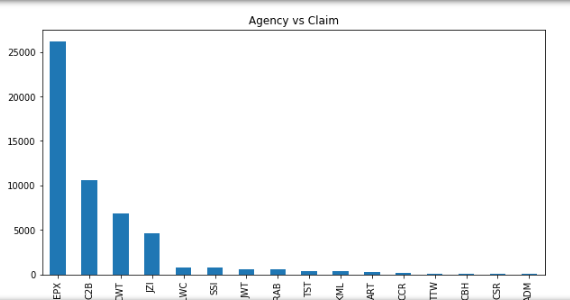 Agency vs Claim
25000
20000
15000
10000
5000
0
EPX
C2B
CWT
JZI
LWC
SSI
JWT
RAB
TST
KML
ART
CCR
TTW
CBH
CSR
ADM